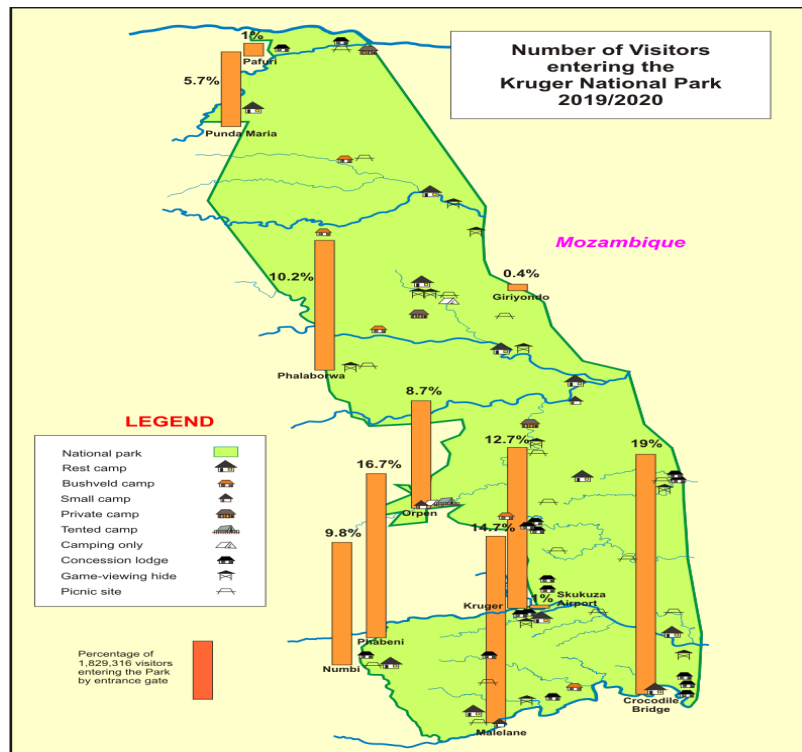 Number of Visitors
entering the
Kruger National Park
2019/2020
1%
Pafuri
5.7%
Punda Maria
Mozambique
0.4%
Giriyondo
10.2%
Phalaborwa
8.7%
Orpen
12.7%
Kruger
19%
Crocodile
Bridge
16.7%
Phabeni
14.7%
Malelane
9.8%
Numbi
1%
Skukuza
Airport
LEGEND
National park
Rest camp
Bushveld camp
Small camp
Private camp
Tented camp
Camping only
Concession lodge
Game-viewing hide
Picnic site
Percentage of
1,829,316 visitors
entering the Park
by entrance gate